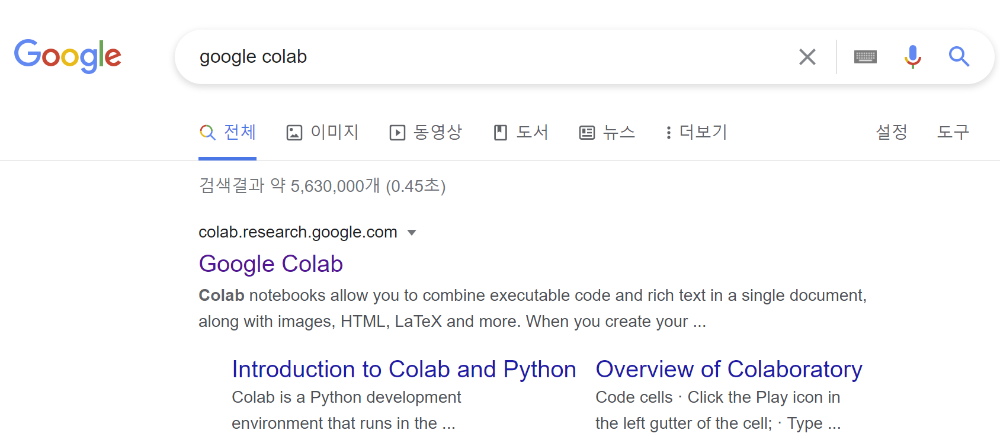 Google
google colab
전체 이미지 동영상 도서 뉴스 더보기 설정 도구
검색결과 약 5,630,000개 (0.45초)
colab.research.google.com
Google Colab
Colab notebooks allow you to combine executable code and rich text in a single document,
along with images, HTML, LaTeX and more. When you create your ...
Introduction to Colab and Python
Colab is a Python development
environment that runs in the ...
Overview of Colaboratory
Code cells · Click the Play icon in
the left gutter of the cell; · Type ...